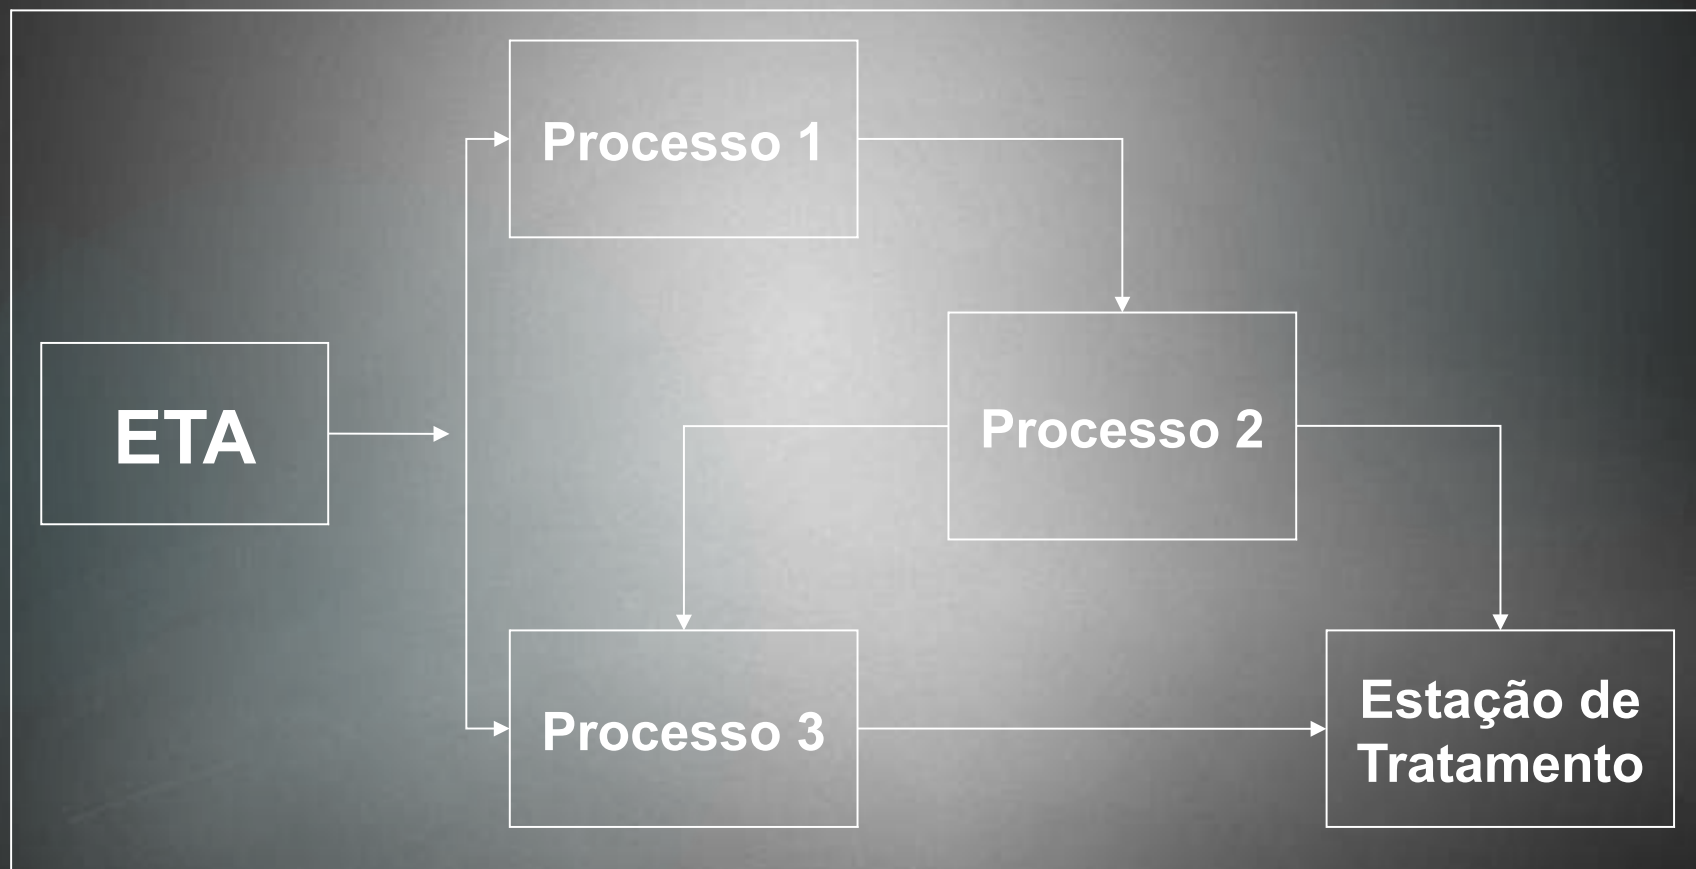 Processo 1
ETA
Processo 2
Processo 3
Estação de
Tratamento